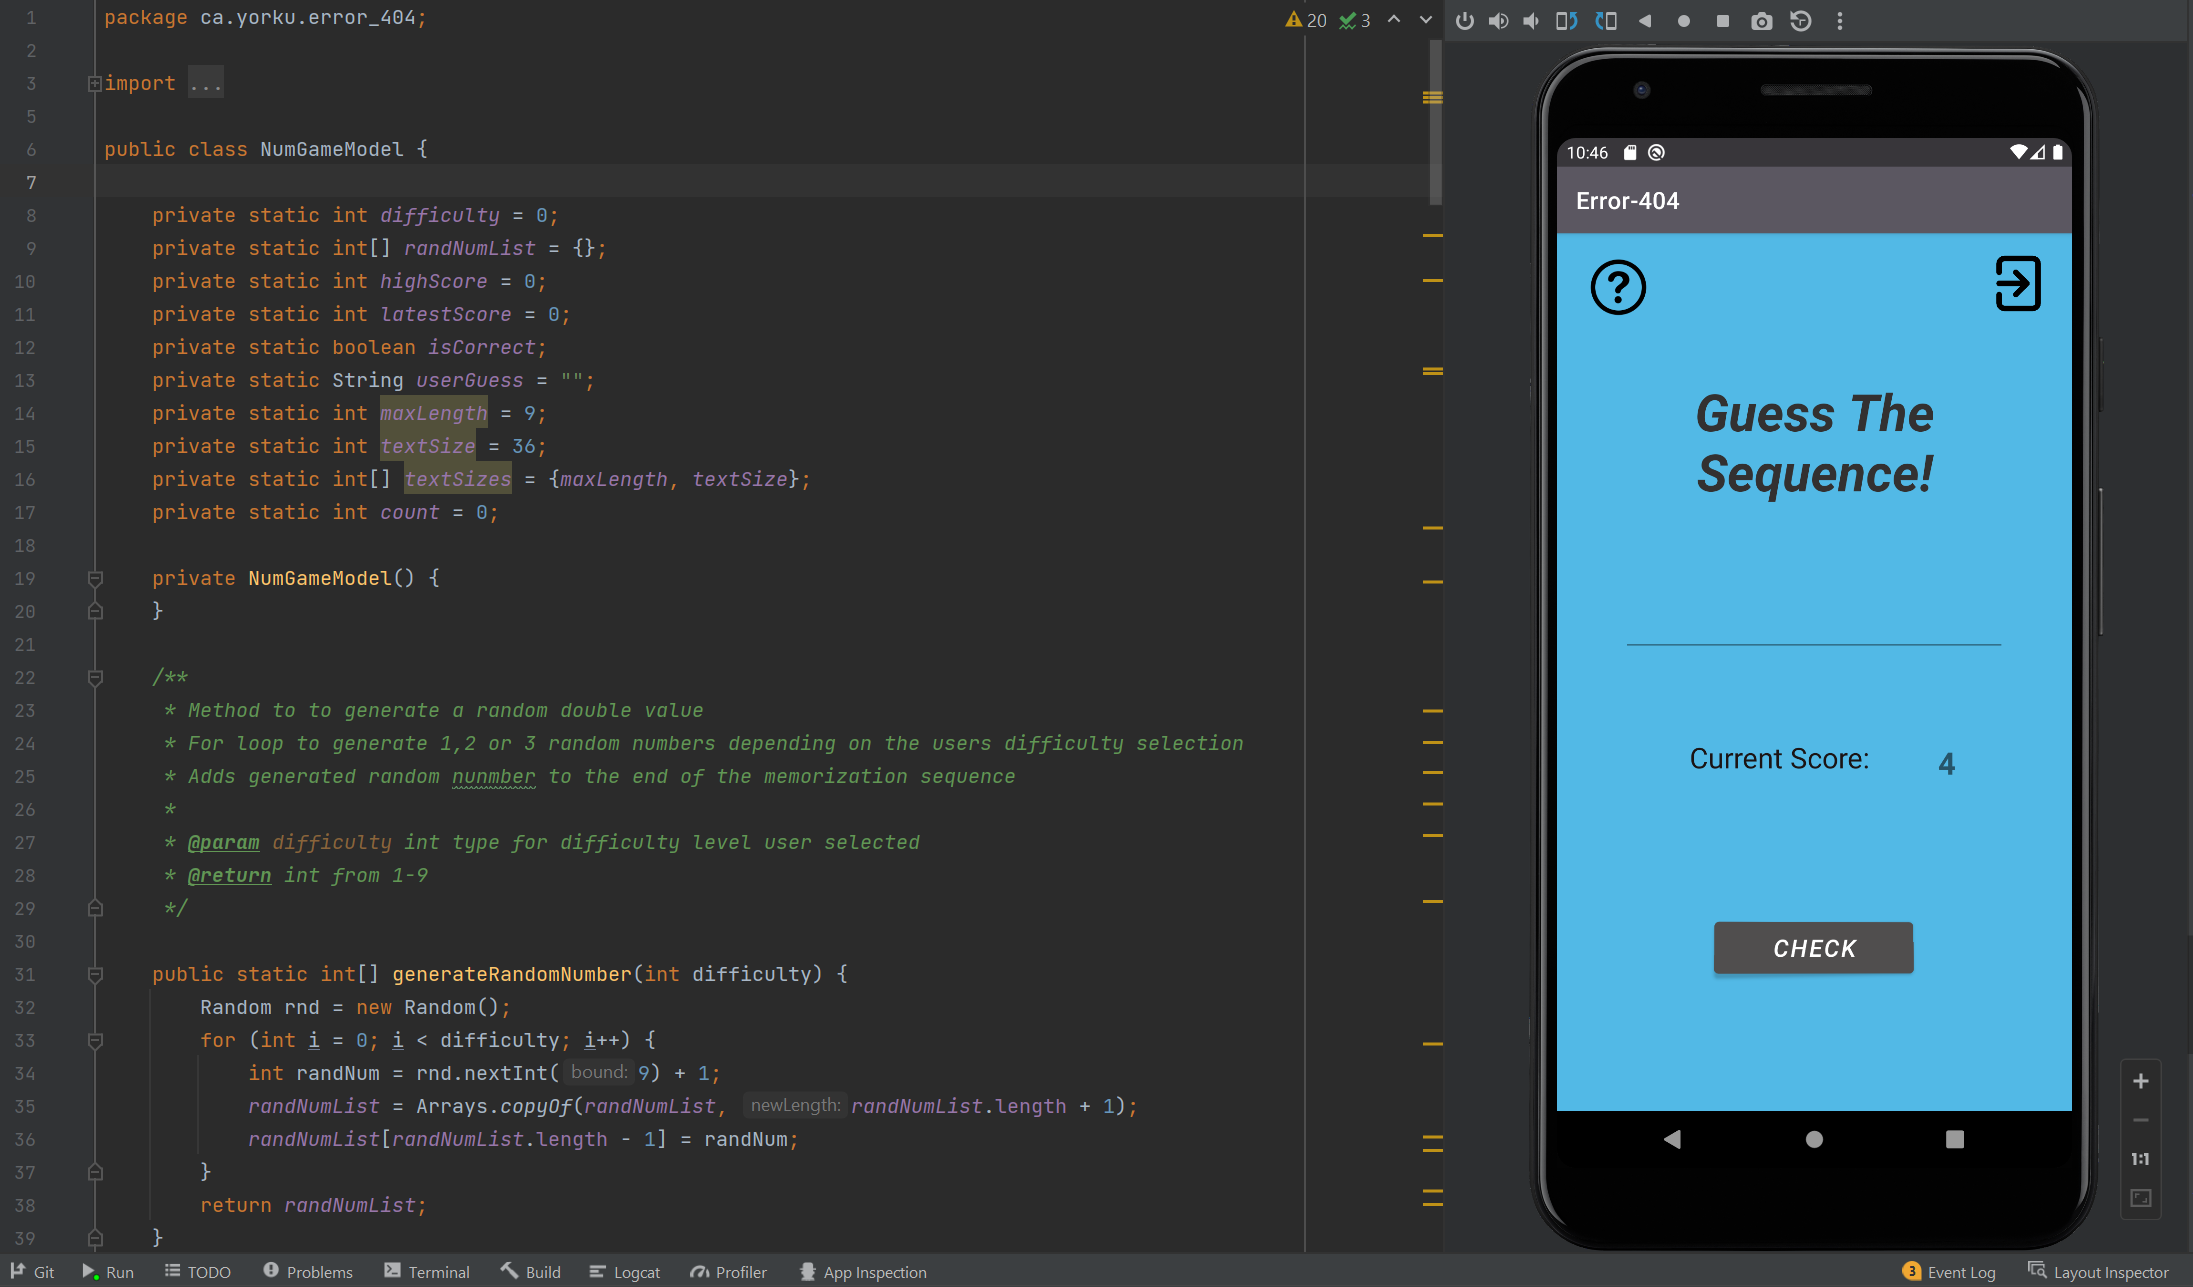 1 package ca.yorku.error_404;
2
3 import ...
5
6 public class NumGameModel {
7
8 private static int difficulty = 0;
9 private static int[] randNumList = {};
10 private static int highScore = 0;
11 private static int latestScore = 0;
12 private static boolean isCorrect;
13 private static String userGuess = "";
14 private static int maxLength = 9;
15 private static int textSize = 36;
16 private static int[] textSizes = {maxLength, textSize};
17 private static int count = 0;
18
19 private NumGameModel() {
20 }
21
22 /**
23 * Method to to generate a random double value
24 * For loop to generate 1,2 or 3 random numbers depending on the users difficulty selection
25 * Adds generated random nunmber to the end of the memorization sequence
26 *
27 * @param difficulty int type for difficulty level user selected
28 * @return int from 1-9
29 */
30
31 public static int[] generateRandomNumber(int difficulty) {
32 Random rnd = new Random();
33 for (int i = 0; i < difficulty; i++) {
34 int randNum = rnd.nextInt( bound: 9) + 1;
35 randNumList = Arrays.copyOf(randNumList, newLength: randNumList.length + 1);
36 randNumList[randNumList.length - 1] = randNum;
37 }
38 return randNumList;
39 }
20 3
10:46
Error-404
Guess The
Sequence!
Current Score: 4
CHECK
1:1
Git Run TODO Problems Terminal Build Logcat Profiler App Inspection 3 Event Log Layout Inspector